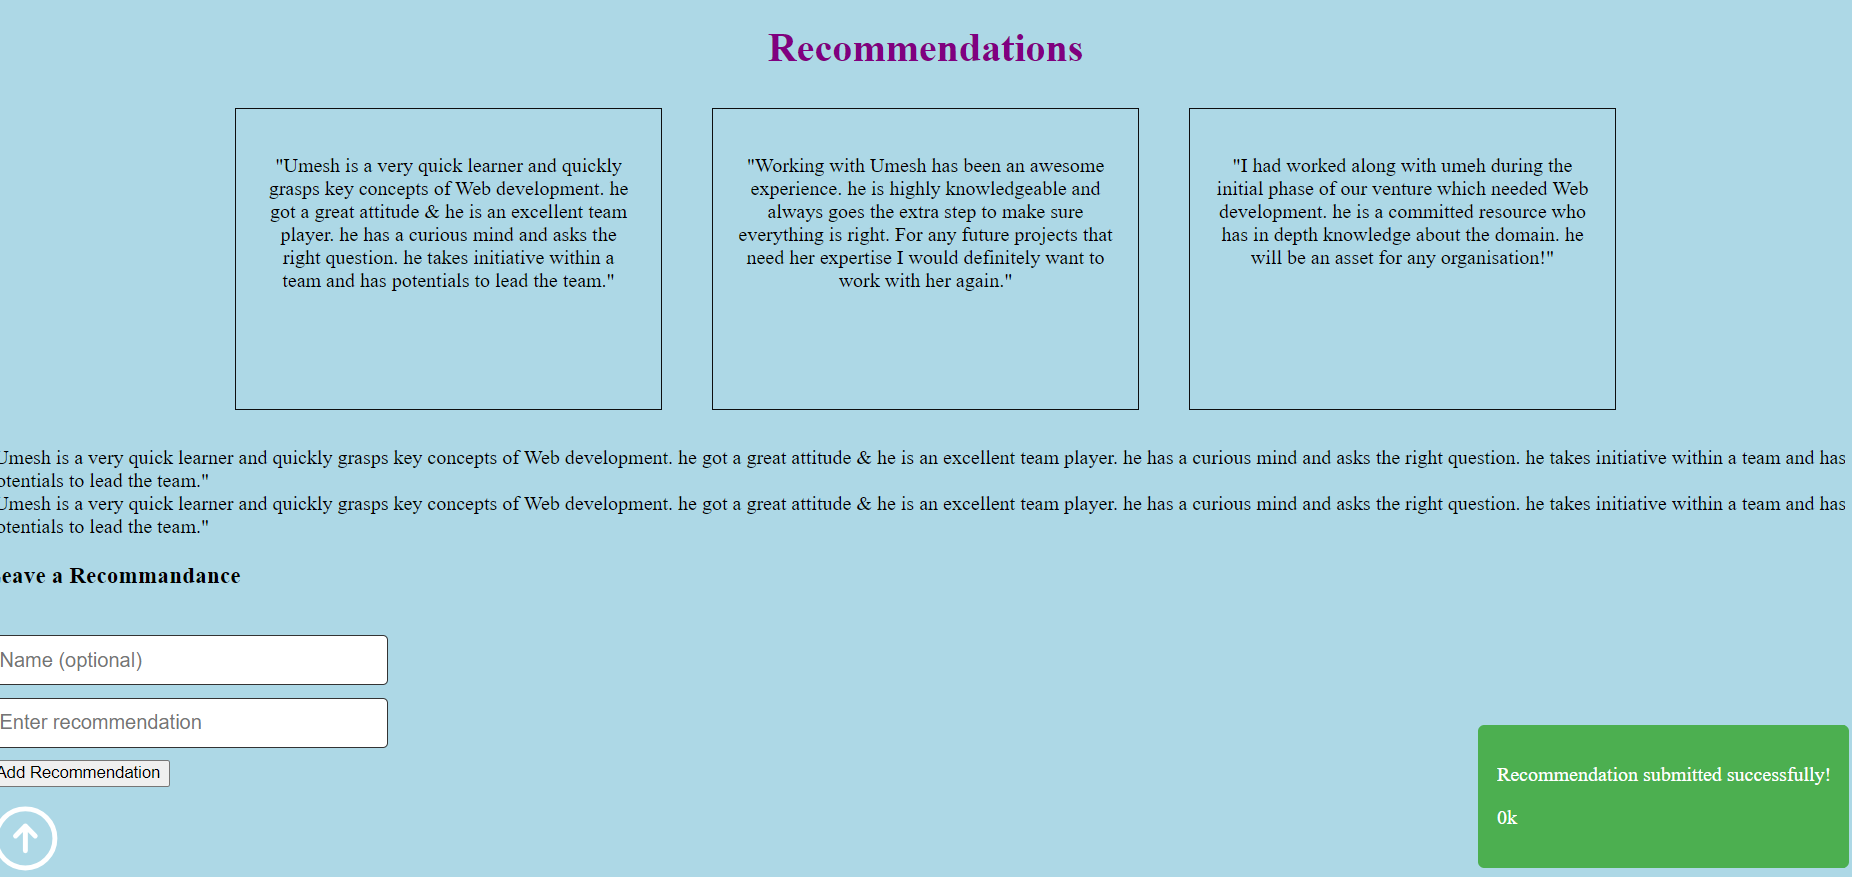 Recommendations
"Umesh is a very quick learner and quickly
grasps key concepts of Web development. he
got a great attitude & he is an excellent team
player. he has a curious mind and asks the
right question. he takes initiative within a
team and has potentials to lead the team."
"Working with Umesh has been an awesome
experience. he is highly knowledgeable and
always goes the extra step to make sure
everything is right. For any future projects that
need her expertise I would definitely want to
work with her again."
"I had worked along with umeh during the
initial phase of our venture which needed Web
development. he is a committed resource who
has in depth knowledge about the domain. he
will be an asset for any organisation!"
Umesh is a very quick learner and quickly grasps key concepts of Web development. he got a great attitude & he is an excellent team player. he has a curious mind and asks the right question. he takes initiative within a team and has
otentials to lead the team."
Umesh is a very quick learner and quickly grasps key concepts of Web development. he got a great attitude & he is an excellent team player. he has a curious mind and asks the right question. he takes initiative within a team and has
otentials to lead the team."
eave a Recommandance
Name (optional)
Enter recommendation
Add Recommendation
Recommendation submitted successfully!
0k